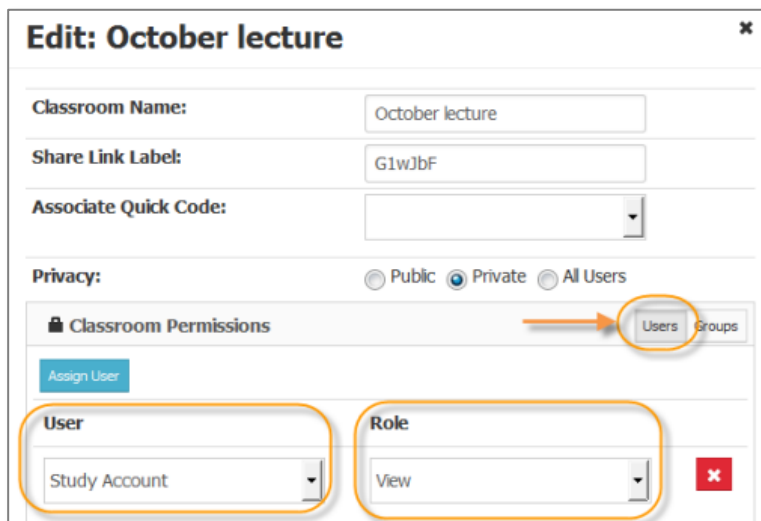 Edit: October lecture
Classroom Name:
October lecture
Share Link Label:
G1wJbF
Associate Quick Code:
Privacy:
Public Private All Users
Classroom Permissions
Users Groups
Assign User
User Role
Study Account View